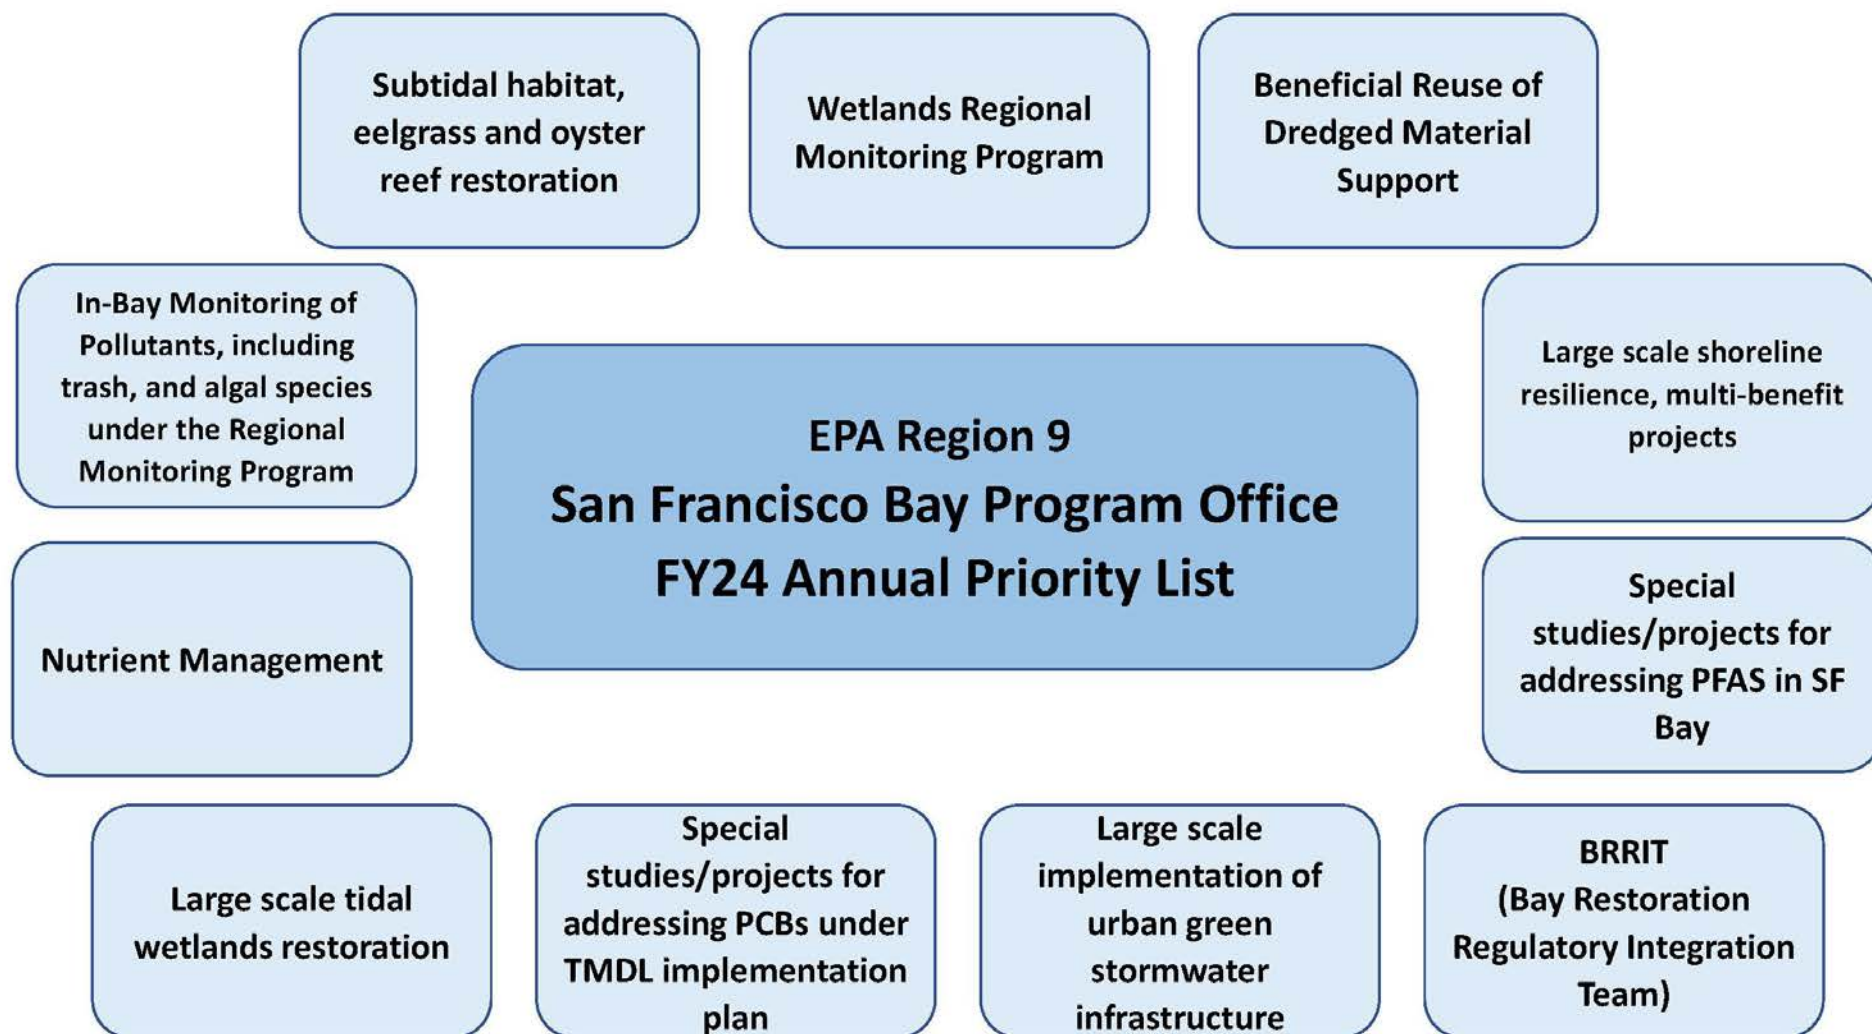 Subtidal habitat,
eelgrass and oyster
reef restoration
Wetlands Regional
Monitoring Program
Beneficial Reuse of
Dredged Material
Support
In-Bay Monitoring of
Pollutants, including
trash, and algal species
under the Regional
Monitoring Program
Large scale shoreline
resilience, multi-benefit
projects
EPA Region 9
San Francisco Bay Program Office
FY24 Annual Priority List
Nutrient Management
Special
studies/projects for
addressing PFAS in SF
Bay
Large scale tidal
wetlands restoration
Special
studies/projects for
addressing PCBs under
TMDL implementation
plan
Large scale
implementation of
urban green
stormwater
infrastructure
BRRIT
(Bay Restoration
Regulatory Integration
Team)